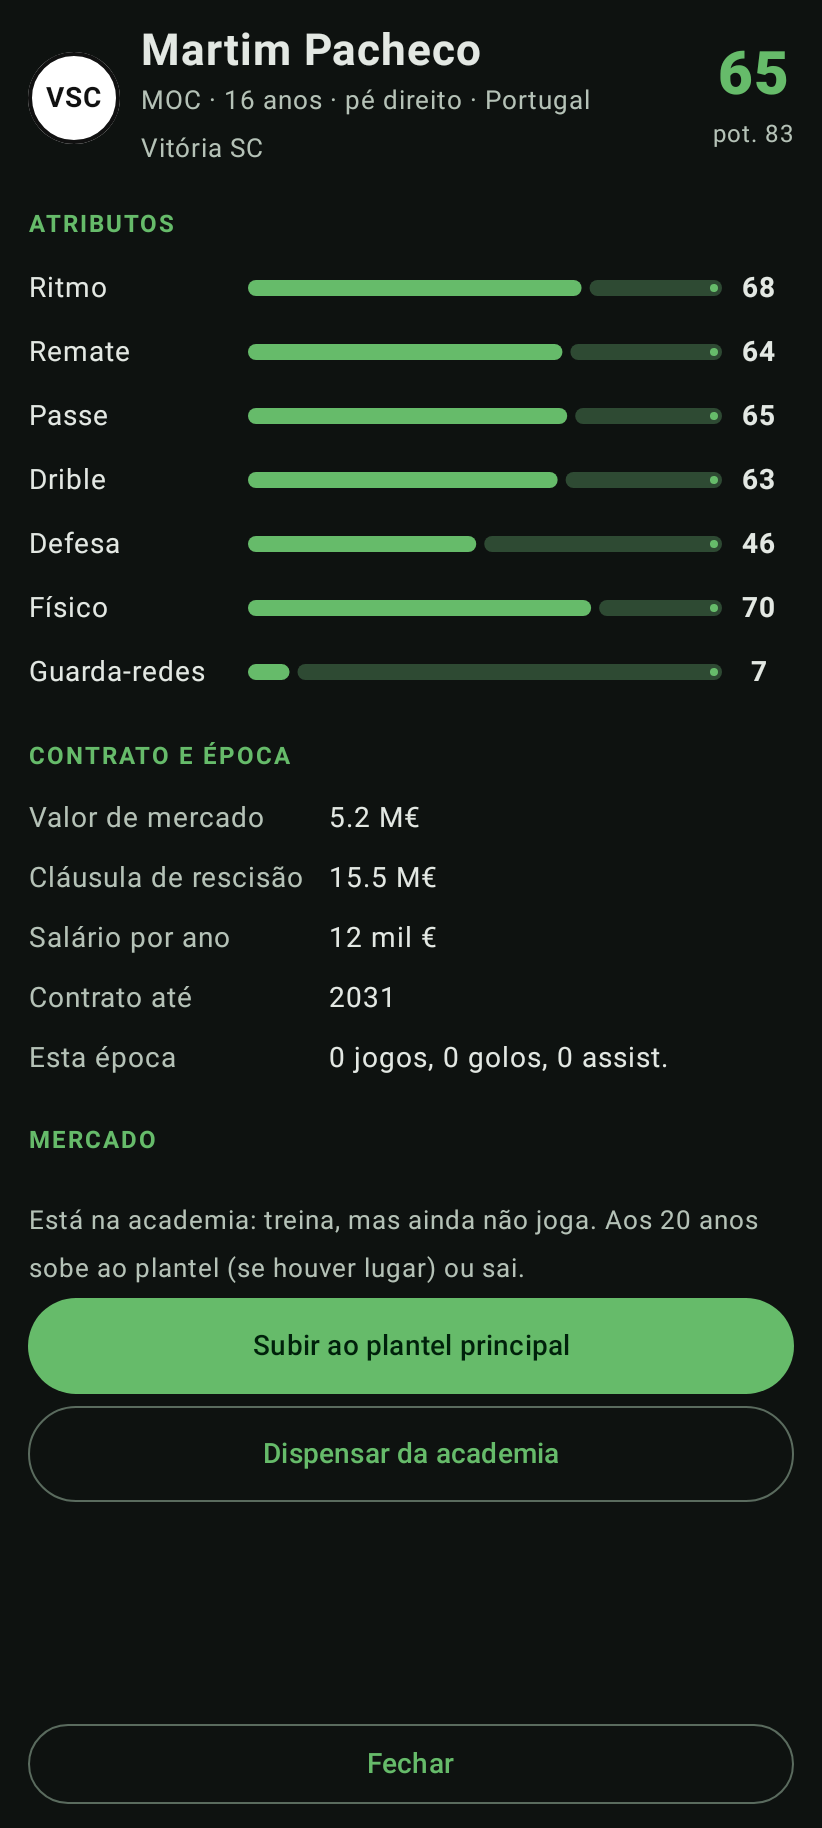 VSC
Martim Pacheco
MOC · 16 anos · pé direito · Portugal
Vitória SC
65
pot. 83
ATRIBUTOS
Ritmo 68
Remate 64
Passe 65
Drible 63
Defesa 46
Físico 70
Guarda-redes 7
CONTRATO E ÉPOCA
Valor de mercado 5.2 M€
Cláusula de rescisão 15.5 M€
Salário por ano 12 mil €
Contrato até 2031
Esta época 0 jogos, 0 golos, 0 assist.
MERCADO
Está na academia: treina, mas ainda não joga. Aos 20 anos
sobe ao plantel (se houver lugar) ou sai.
Subir ao plantel principal
Dispensar da academia
Fechar